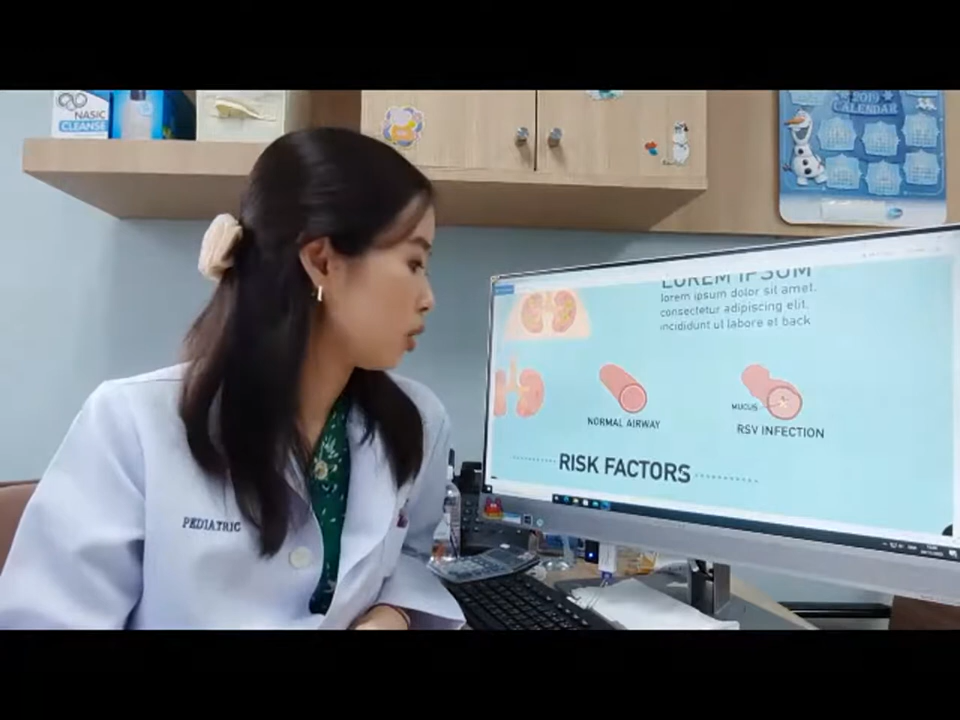 NASIC
CLEANSE
2019
CALENDAR
LOREM IPSUM
lorem ipsum dolor sit amet.
consectetur adipiscing elit.
incididunt ut labore et back
NORMAL AIRWAY
MUCUS
RSV INFECTION
RISK FACTORS
PEDIATRIC